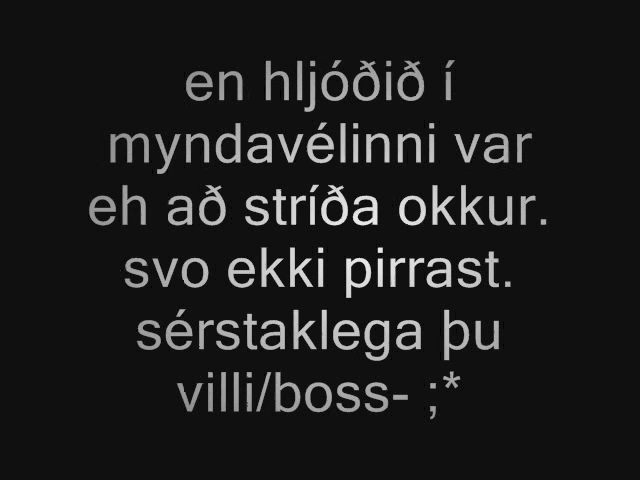 en hljóðið í
myndavélinni var
eh að stríða okkur.
svo ekki pirrast.
sérstaklega þu
villi/boss- ;*